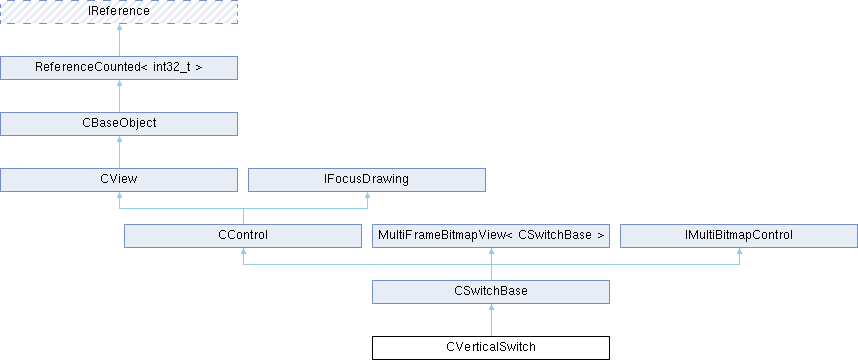 IReference
ReferenceCounted< int32_t >
CBaseObject
CView
IFocusDrawing
CControl
MultiFrameBitmapView< CSwitchBase >
IMultiBitmapControl
CSwitchBase
CVerticalSwitch